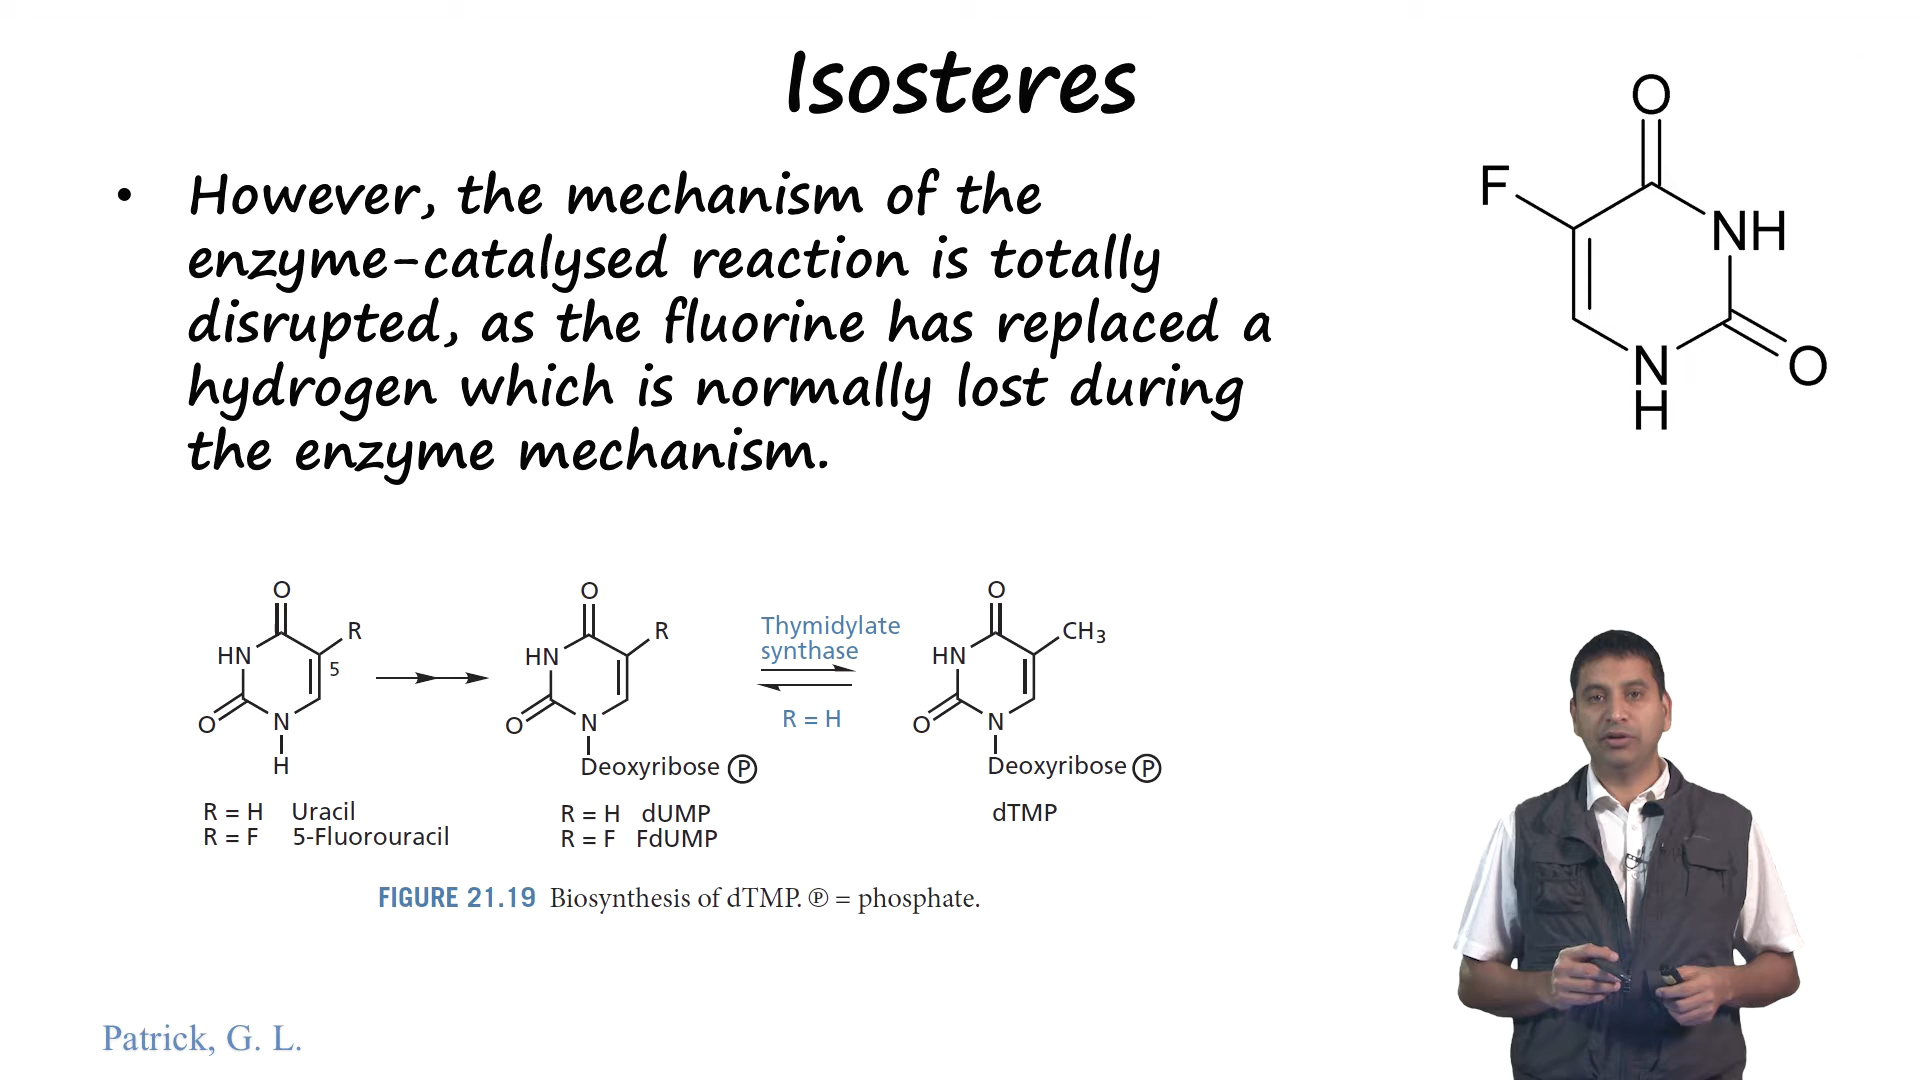 Isosteres
• However, the mechanism of the
enzyme-catalysed reaction is totally
disrupted, as the fluorine has replaced a
hydrogen which is normally lost during
the enzyme mechanism.
O
F
NH
N
H
O
O
R
HN
5
O
N
H
R = H Uracil
R = F 5-Fluorouracil
O
R
HN
O
N
Deoxyribose P
R = H dUMP
R = F FdUMP
Thymidylate
synthase
R = H
O
CH3
HN
O
N
Deoxyribose P
dTMP
FIGURE 21.19 Biosynthesis of dTMP. Ⓟ = phosphate.
Patrick, G. L.